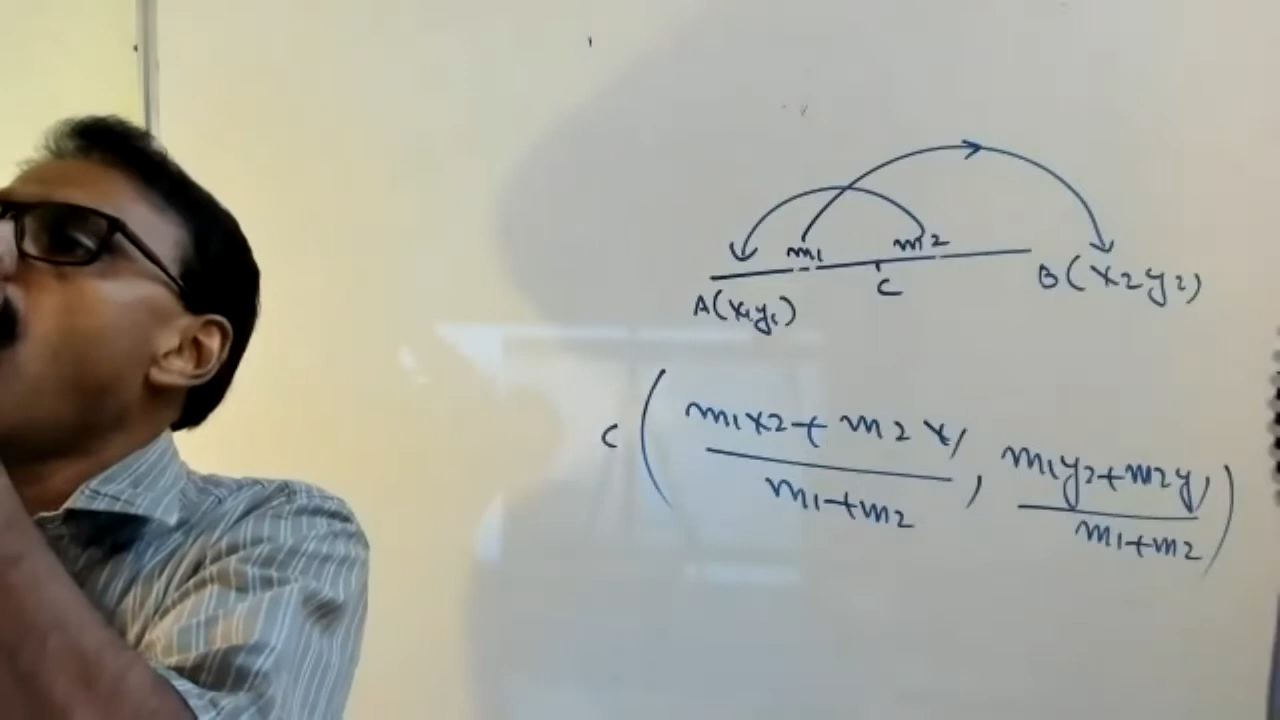 m1 m2
C
A(x1y1) B(x2y2)
C ( m1x2+m2x1 / m1+m2 , m1y2+m2y1 / m1+m2 )